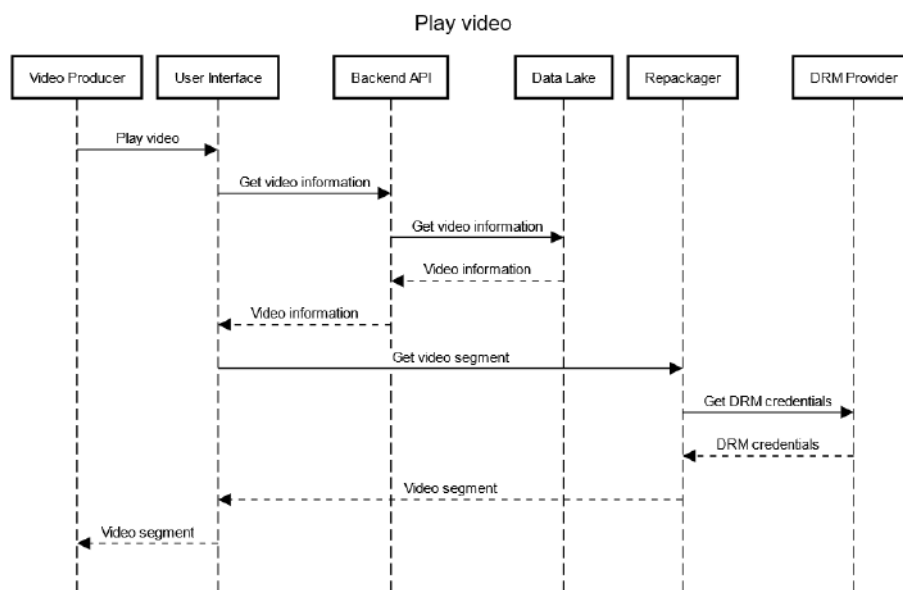 Play video
Video Producer
User Interface
Backend API
Data Lake
Repackager
DRM Provider
Play video
Get video information
Get video information
Video information
Video information
Get video segment
Get DRM credentials
DRM credentials
Video segment
Video segment